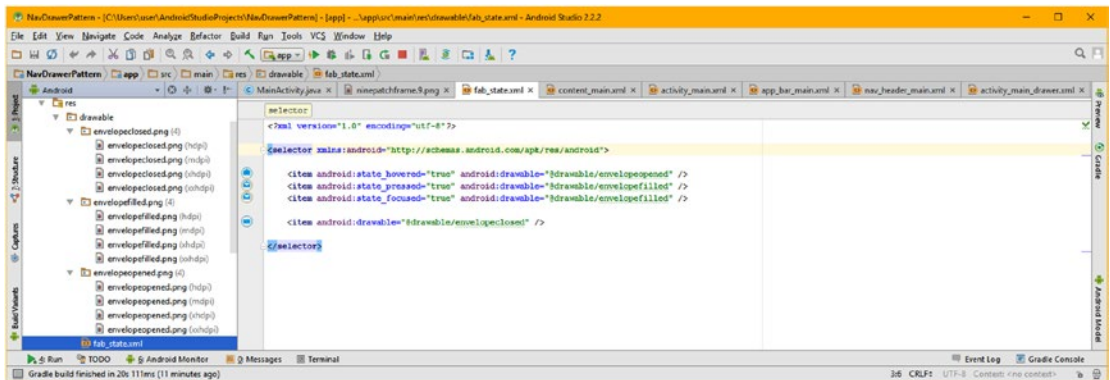 NavDrawerPattern - [C:\Users\user\AndroidStudioProjects\NavDrawerPattern] - [app] - ...\app\src\main\res\drawable\fab_state.xml - Android Studio 2.2.2
File Edit View Navigate Code Analyze Refactor Build Run Tools VCS Window Help
app
NavDrawerPattern app src main res drawable fab_state.xml
Android
MainActivity.java ninepatchframe.9.png fab_state.xml content_main.xml activity_main.xml app_bar_main.xml nav_header_main.xml activity_main_drawer.xml
1: Project
7: Structure
Captures
Build Variants
res
drawable
envelopeclosed.png (4)
envelopeclosed.png (hdpi)
envelopeclosed.png (mdpi)
envelopeclosed.png (xhdpi)
envelopeclosed.png (xxhdpi)
envelopefilled.png (4)
envelopefilled.png (hdpi)
envelopefilled.png (mdpi)
envelopefilled.png (xhdpi)
envelopefilled.png (xxhdpi)
envelopeopened.png (4)
envelopeopened.png (hdpi)
envelopeopened.png (mdpi)
envelopeopened.png (xhdpi)
envelopeopened.png (xxhdpi)
fab_state.xml
selector
<?xml version="1.0" encoding="utf-8"?>
<selector xmlns:android="http://schemas.android.com/apk/res/android">
<item android:state_hovered="true" android:drawable="@drawable/envelopeopened" />
<item android:state_pressed="true" android:drawable="@drawable/envelopefilled" />
<item android:state_focused="true" android:drawable="@drawable/envelopefilled" />
<item android:drawable="@drawable/envelopeclosed" />
</selector>
Preview
Gradle
Android Model
4: Run TODO 6: Android Monitor 0: Messages Terminal Event Log Gradle Console
Gradle build finished in 20s 111ms (11 minutes ago) 3:6 CRLF UTF-8 Context: <no context>